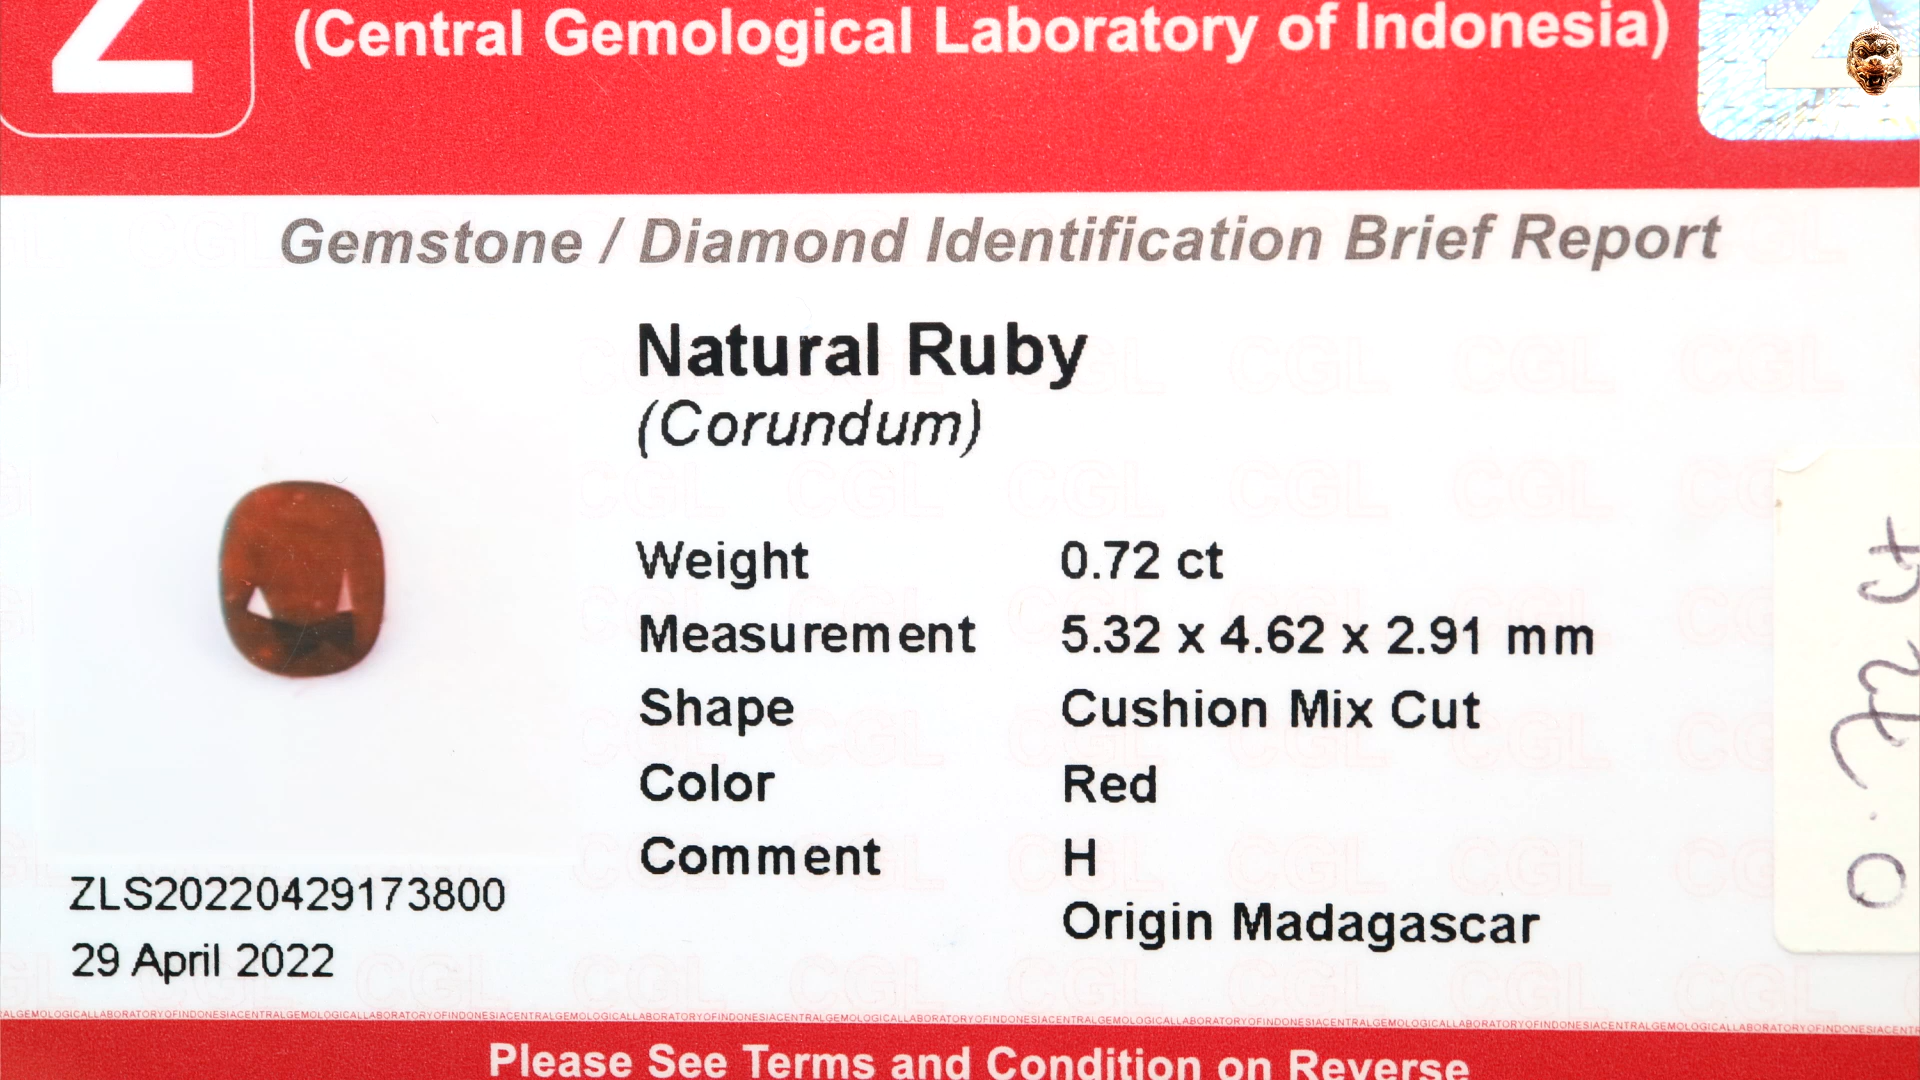 Z
(Central Gemological Laboratory of Indonesia)
Gemstone / Diamond Identification Brief Report
Natural Ruby
(Corundum)
Weight 0.72 ct
Measurement 5.32 x 4.62 x 2.91 mm
Shape Cushion Mix Cut
Color Red
Comment H
Origin Madagascar
ZLS20220429173800
29 April 2022
0.72 ct
Please See Terms and Condition on Reverse